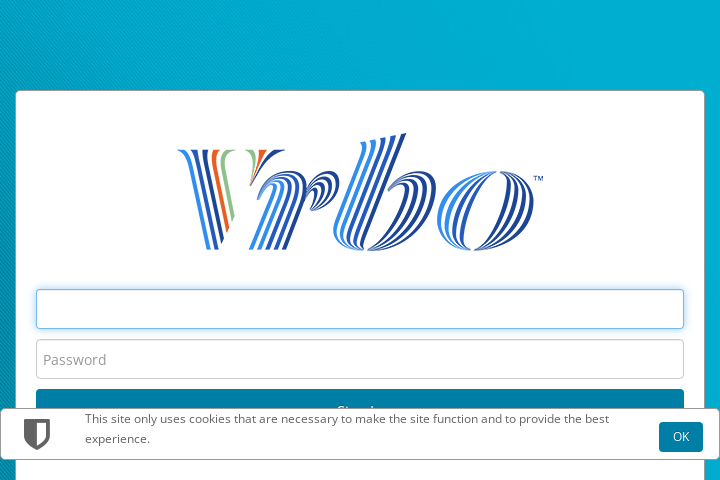 Vrbo™
Password
This site only uses cookies that are necessary to make the site function and to provide the best
experience.
OK